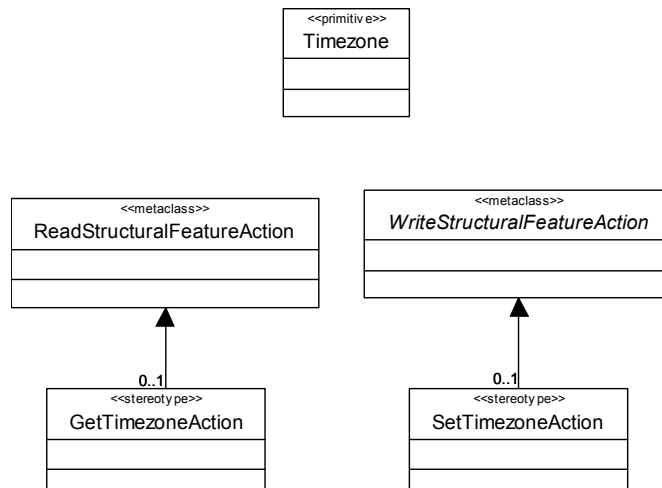 <<primitive>>
Timezone
<<metaclass>>
ReadStructuralFeatureAction
<<metaclass>>
WriteStructuralFeatureAction
0..1
0..1
<<stereotype>>
GetTimezoneAction
<<stereotype>>
SetTimezoneAction